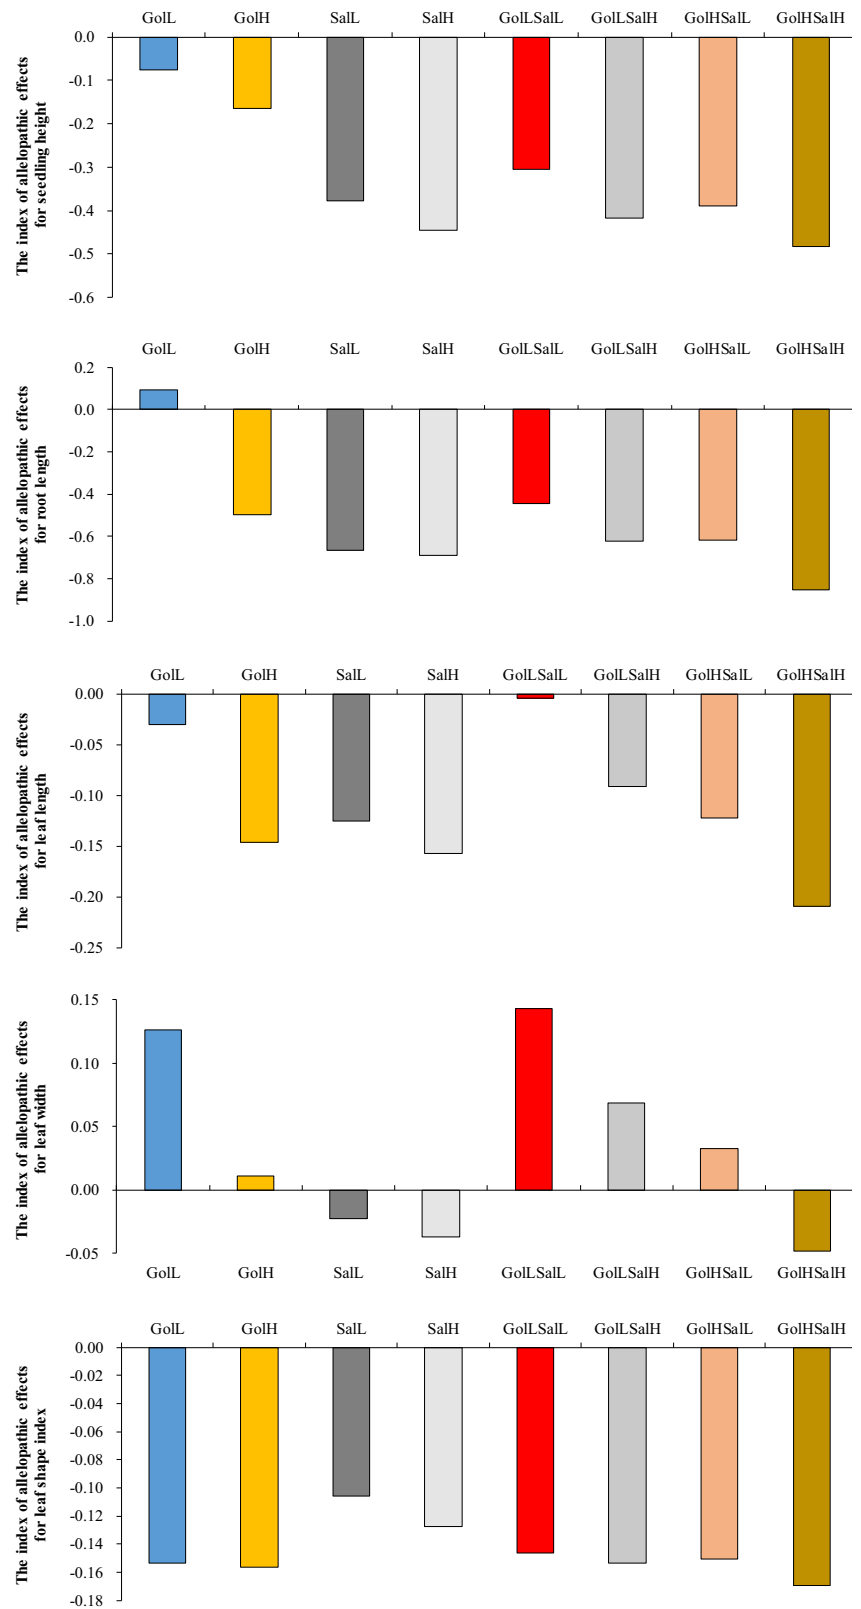 GolL GolH SalL SalH GolLSalL GolLSalH GolHSalL GolHSalH
0.0
-0.1
-0.2
-0.3
-0.4
-0.5
-0.6
The index of allelopathic effects
for seedling height
GolL GolH SalL SalH GolLSalL GolLSalH GolHSalL GolHSalH
0.2
0.0
-0.2
-0.4
-0.6
-0.8
-1.0
The index of allelopathic effects
for root length
GolL GolH SalL SalH GolLSalL GolLSalH GolHSalL GolHSalH
0.00
-0.05
-0.10
-0.15
-0.20
-0.25
The index of allelopathic effects
for leaf length
0.15
0.10
0.05
0.00
-0.05
The index of allelopathic effects
for leaf width
GolL GolH SalL SalH GolLSalL GolLSalH GolHSalL GolHSalH
GolL GolH SalL SalH GolLSalL GolLSalH GolHSalL GolHSalH
0.00
-0.02
-0.04
-0.06
-0.08
-0.10
-0.12
-0.14
-0.16
-0.18
The index of allelopathic effects
for leaf shape index